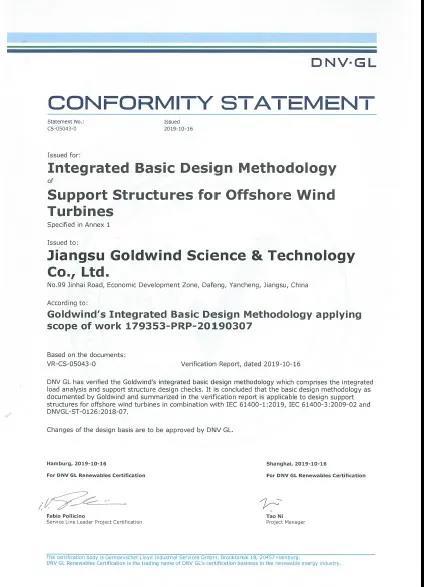 DNV·GL
CONFORMITY STATEMENT
Statement No.: Issued
CS-05043-0 2019-10-16
Issued for:
Integrated Basic Design Methodology
of
Support Structures for Offshore Wind
Turbines
Specified in Annex 1
Issued to:
Jiangsu Goldwind Science & Technology
Co., Ltd.
No.99 Jinhai Road, Economic Development Zone, Dafeng, Yancheng, Jiangsu, China
According to:
Goldwind's Integrated Basic Design Methodology applying
scope of work 179353-PRP-20190307
Based on the documents:
VR-CS-05043-0 Verification Report, dated 2019-10-16
DNV GL has verified the Goldwind's integrated basic design methodology which comprises the integrated
load analysis and support structure design checks. It is concluded that the basic design methodology as
documented by Goldwind and summarized in the verification report is applicable to design support
structures for offshore wind turbines in combination with IEC 61400-1:2019, IEC 61400-3:2009-02 and
DNVGL-ST-0126:2018-07.
Changes of the design basis are to be approved by DNV GL.
Hamburg, 2019-10-16 Shanghai, 2019-10-16
For DNV GL Renewables Certification For DNV GL Renewables Certification
Fabio Pollicino Tao Ni
Service Line Leader Project Certification Project Manager
The certification body is Germanischer Lloyd Industrial Services GmbH, Brooktorkai 18, 20457 Hamburg.
DNV GL Renewables Certification is the trading name of DNV GL's certification business in the renewable energy industry.